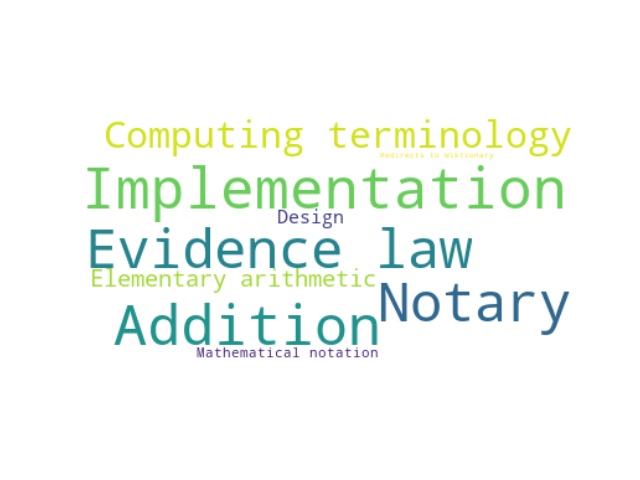 Computing terminology
Redirects to Wiktionary
Implementation
Design
Evidence law
Elementary arithmetic
Notary
Addition
Mathematical notation